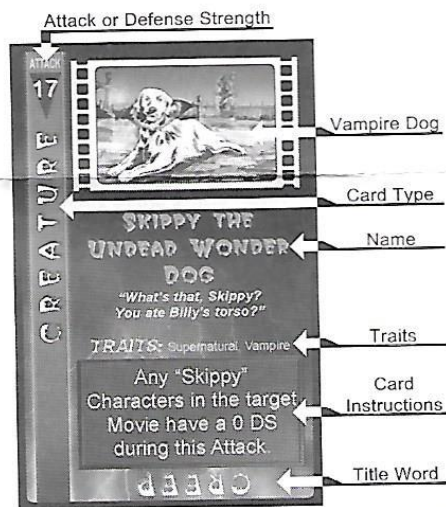 Attack or Defense Strength
ATTACK
17
Vampire Dog
CREATURE
Card Type
SKIPPY THE
UNDEAD WONDER
DOG
Name
"What's that, Skippy?
You ate Billy's torso?"
TRAITS: Supernatural, Vampire
Traits
Any "Skippy"
Characters in the target
Movie have a 0 DS
during this Attack.
Card
Instructions
CREEP
Title Word